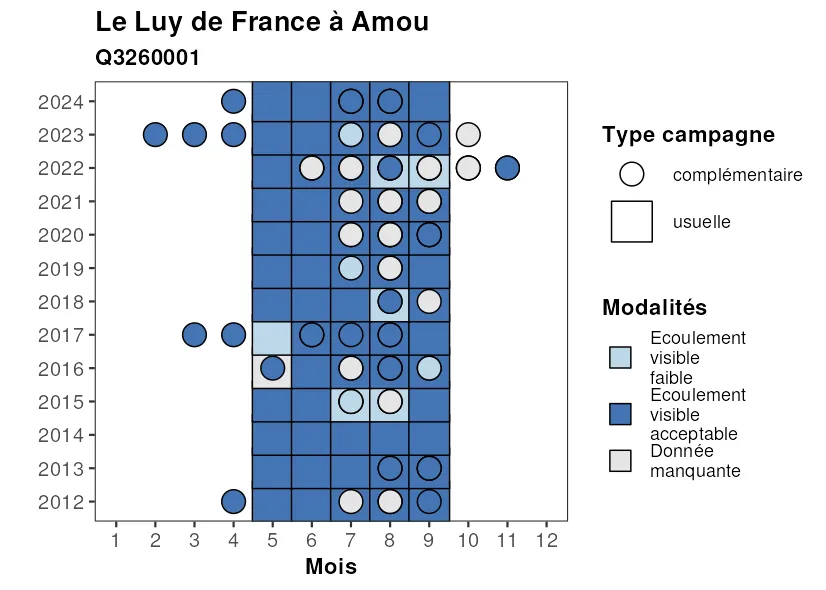 Le Luy de France à Amou
Q3260001
2024
2023
2022
2021
2020
2019
2018
2017
2016
2015
2014
2013
2012
1 2 3 4 5 6 7 8 9 10 11 12
Mois
Type campagne
complémentaire
usuelle
Modalités
Ecoulement
visible
faible
Ecoulement
visible
acceptable
Donnée
manquante